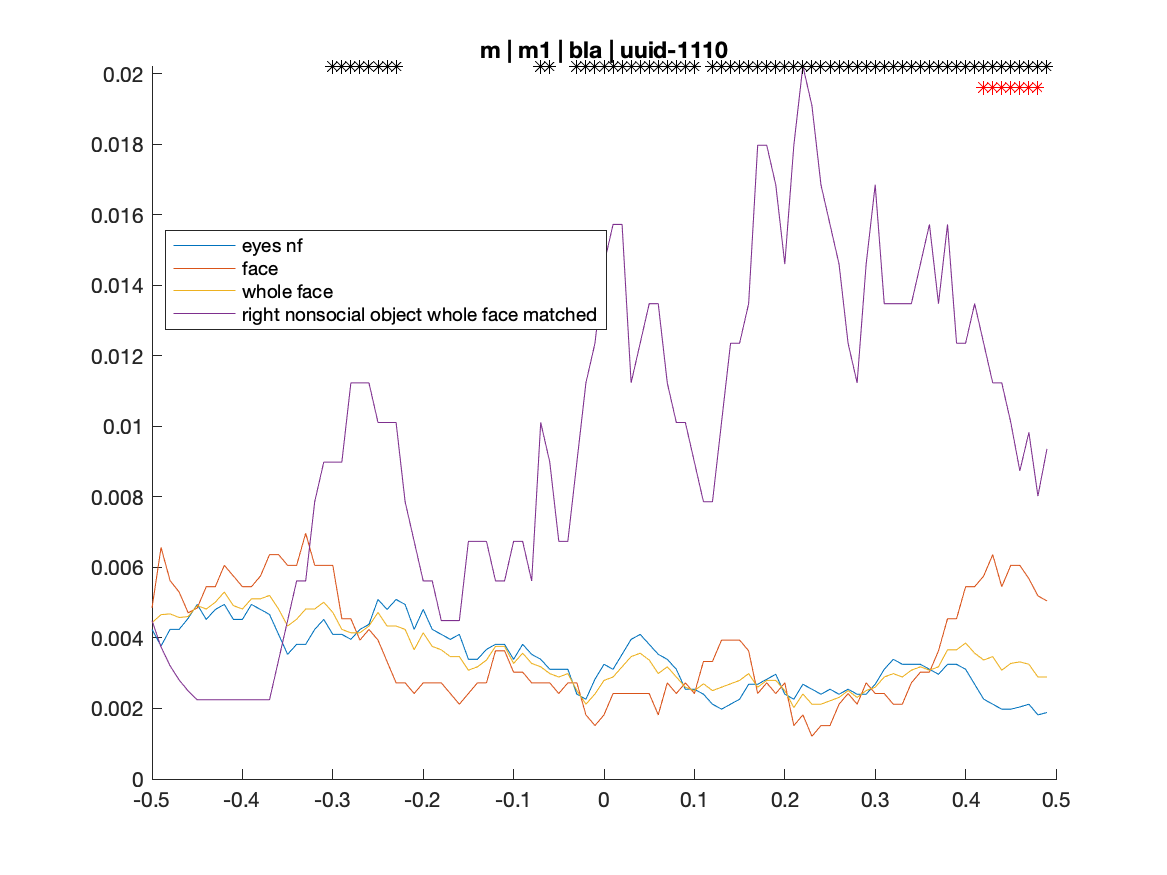 m | m1 | bla | uuid-1110
0.02
0.018
0.016
0.014
0.012
0.01
0.008
0.006
0.004
0.002
0
eyes nf
face
whole face
right nonsocial object whole face matched
-0.5 -0.4 -0.3 -0.2 -0.1 0 0.1 0.2 0.3 0.4 0.5